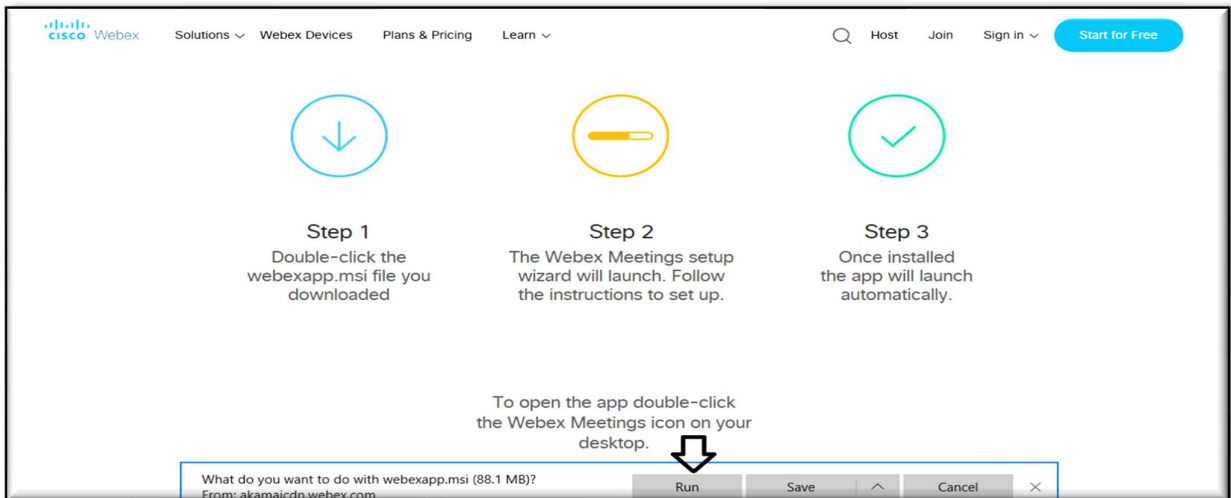 CISCO Webex Solutions Webex Devices Plans & Pricing Learn Host Join Sign in Start for Free
Step 1
Double-click the
webexapp.msi file you
downloaded
Step 2
The Webex Meetings setup
wizard will launch. Follow
the instructions to set up.
Step 3
Once installed
the app will launch
automatically.
To open the app double-click
the Webex Meetings icon on your
desktop.
What do you want to do with webexapp.msi (88.1 MB)?
From: akamaicdn.webex.com
Run Save Cancel